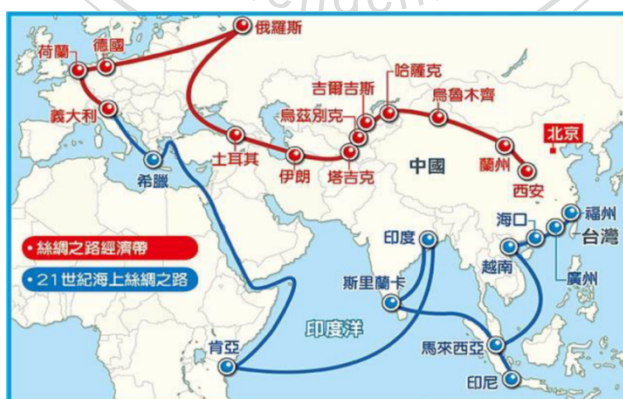 俄羅斯
荷蘭
德國
義大利
希臘
土耳其
伊朗
塔吉克
烏茲別克
吉爾吉斯
哈薩克
烏魯木齊
蘭州
西安
北京
中國
• 絲綢之路經濟帶
• 21世紀海上絲綢之路
印度
斯里蘭卡
印度洋
肯亞
海口
福州
台灣
越南
廣州
馬來西亞
印尼